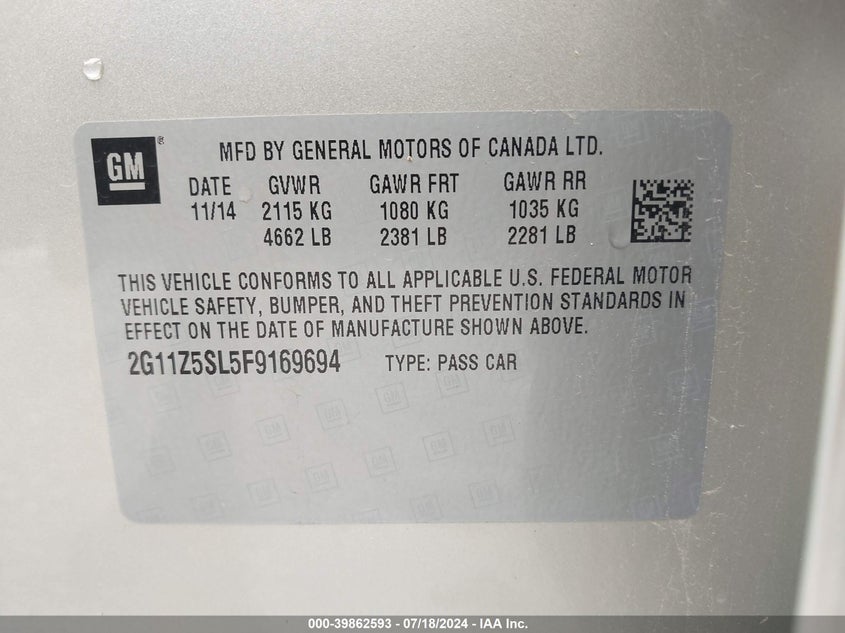 GM ®
MFD BY GENERAL MOTORS OF CANADA LTD.
DATE GVWR GAWR FRT GAWR RR
11/14 2115 KG 1080 KG 1035 KG
4662 LB 2381 LB 2281 LB
THIS VEHICLE CONFORMS TO ALL APPLICABLE U.S. FEDERAL MOTOR
VEHICLE SAFETY, BUMPER, AND THEFT PREVENTION STANDARDS IN
EFFECT ON THE DATE OF MANUFACTURE SHOWN ABOVE.
2G11Z5SL5F9169694 TYPE: PASS CAR
000-39862593 - 07/18/2024 - IAA Inc.